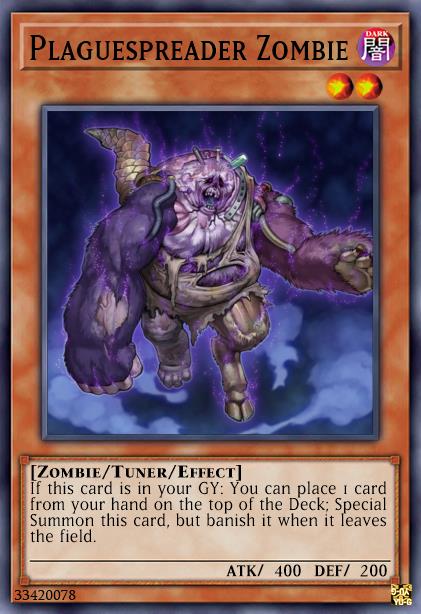 PLAGUESPREADER ZOMBIE
DARK
闇
[ZOMBIE/TUNER/EFFECT]
If this card is in your GY: You can place 1 card
from your hand on the top of the Deck; Special
Summon this card, but banish it when it leaves
the field.
ATK/ 400 DEF/ 200
33420078